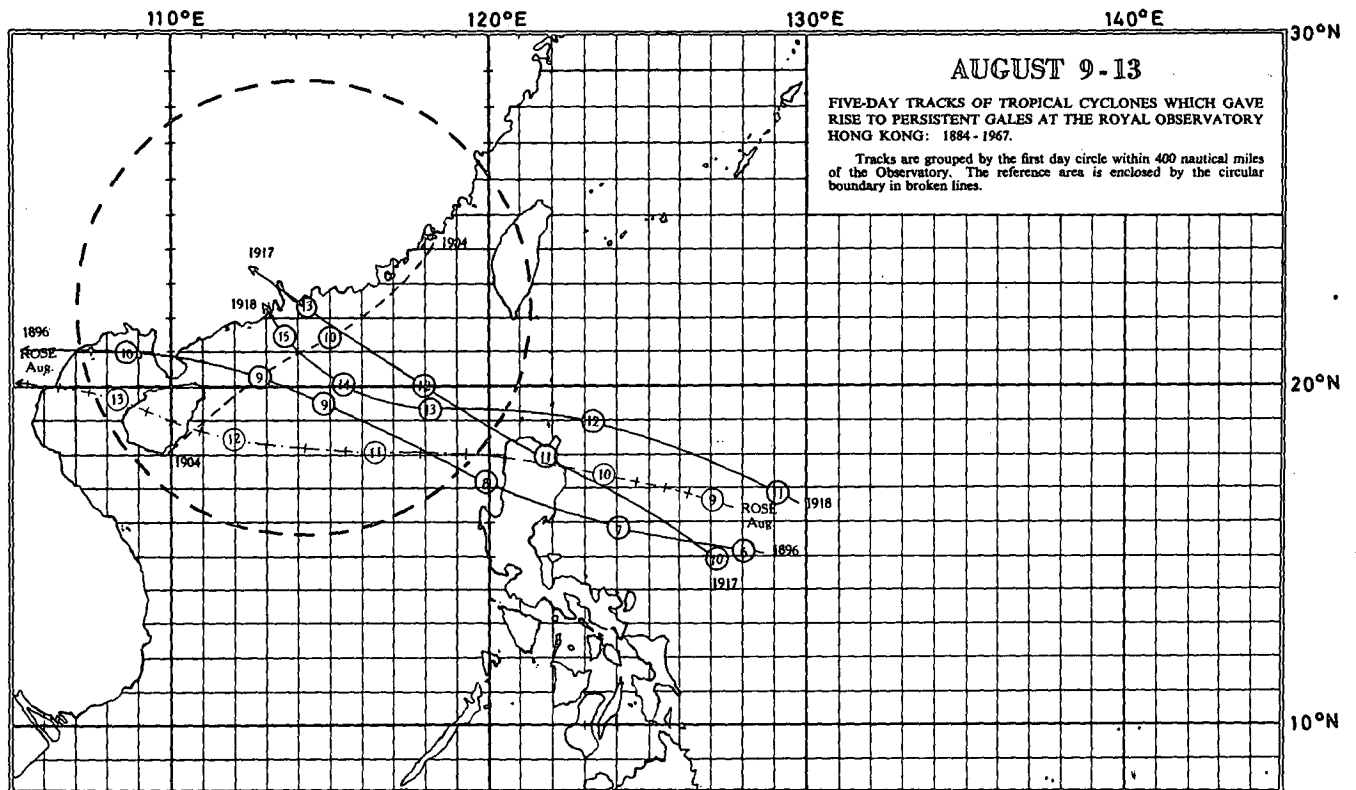 110°E 120°E 130°E 140°E
30°N
AUGUST 9-13
FIVE-DAY TRACKS OF TROPICAL CYCLONES WHICH GAVE
RISE TO PERSISTENT GALES AT THE ROYAL OBSERVATORY
HONG KONG: 1884-1967.
Tracks are grouped by the first day circle within 400 nautical miles
of the Observatory. The reference area is enclosed by the circular
boundary in broken lines.
1904
1917
1918
13
15
10
1896
10
ROSE
Aug.
9
14
12
20°N
13
9
13
12
12
11
11
10
1904
8
9
11
1918
ROSE
Aug
7
6
1896
10
1917
10°N